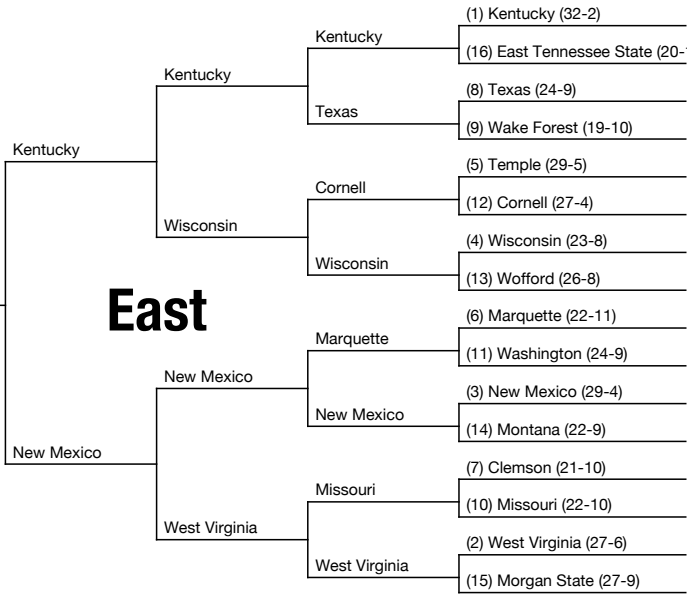 (1) Kentucky (32-2)
Kentucky
(16) East Tennessee State (20-
Kentucky
(8) Texas (24-9)
Texas
(9) Wake Forest (19-10)
Kentucky
(5) Temple (29-5)
Cornell
(12) Cornell (27-4)
Wisconsin
(4) Wisconsin (23-8)
Wisconsin
(13) Wofford (26-8)
East
(6) Marquette (22-11)
Marquette
(11) Washington (24-9)
New Mexico
(3) New Mexico (29-4)
New Mexico
(14) Montana (22-9)
New Mexico
(7) Clemson (21-10)
Missouri
(10) Missouri (22-10)
West Virginia
(2) West Virginia (27-6)
West Virginia
(15) Morgan State (27-9)